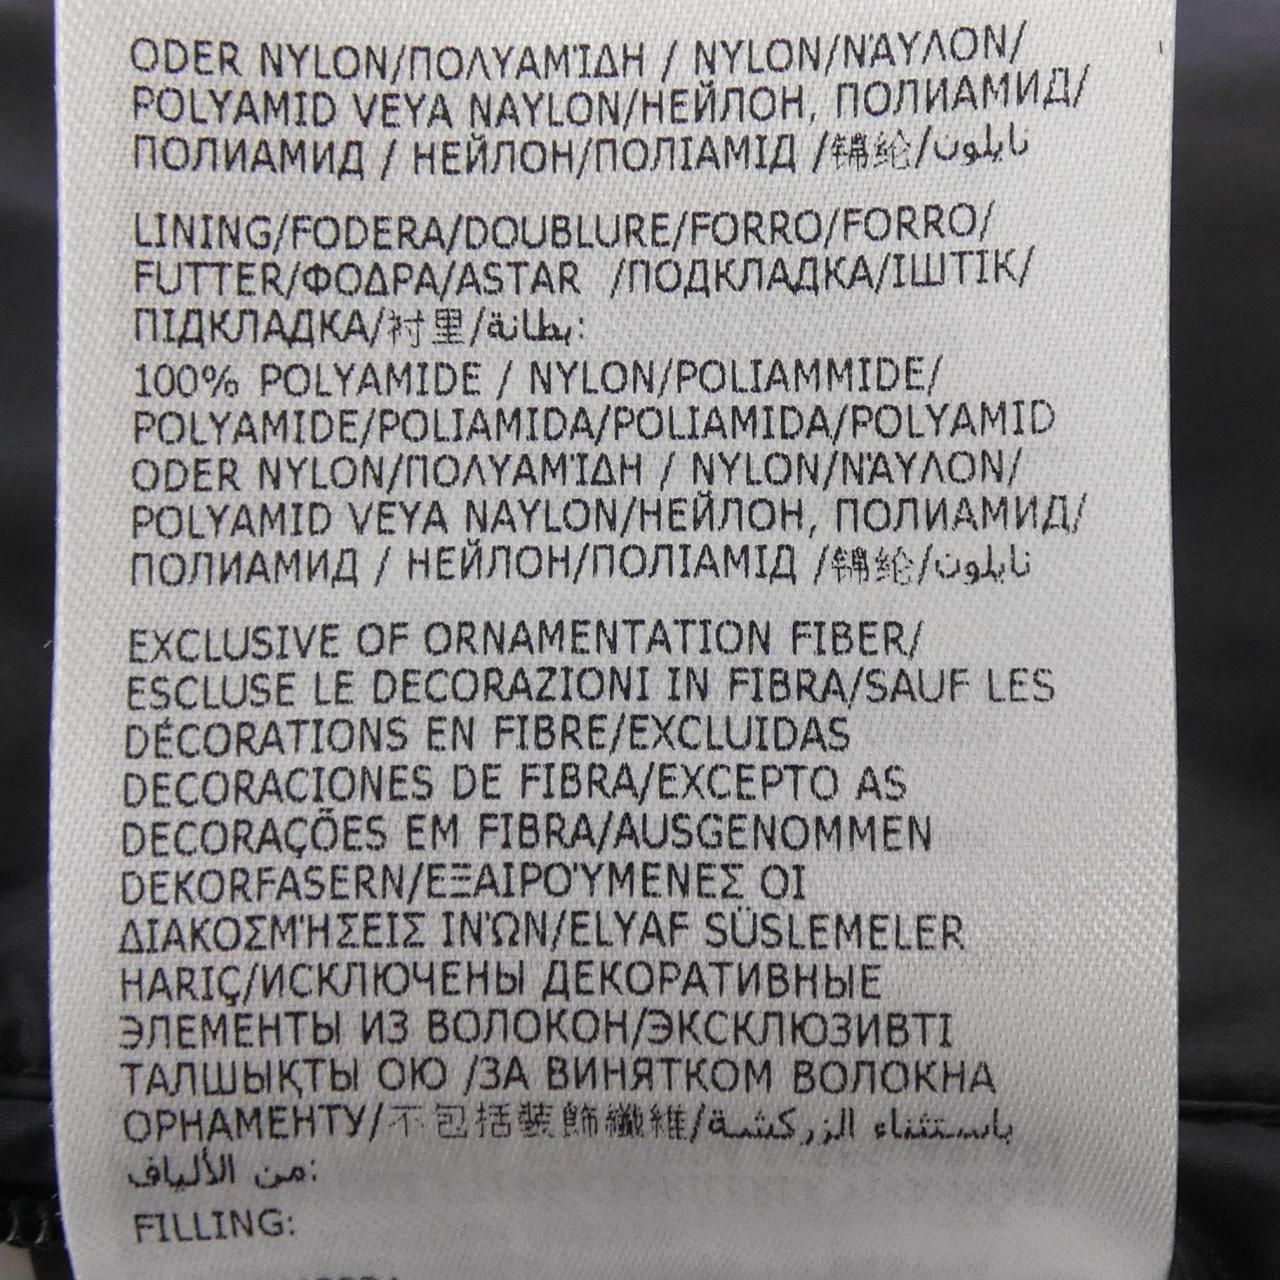 ODER NYLON/ΠΟΛΥΑΜΊΔΗ / NYLON/ΝΆΥΛΟΝ/
POLYAMID VEYA NAYLON/НЕЙЛОН, ПОЛИАМИД/
ПОЛИАМИД / НЕЙЛОН/ПОЛІАМІД /锦纶/نايلون
LINING/FODERA/DOUBLURE/FORRO/FORRO/
FUTTER/ΦΟΔΡΑ/ASTAR /ПОДКЛАДКА/ІШТІК/
ПІДКЛАДКА/衬里/بطانة:
100% POLYAMIDE / NYLON/POLIAMMIDE/
POLYAMIDE/POLIAMIDA/POLIAMIDA/POLYAMID
ODER NYLON/ΠΟΛΥΑΜΊΔΗ / NYLON/ΝΆΥΛΟΝ/
POLYAMID VEYA NAYLON/НЕЙЛОН, ПОЛИАМИД/
ПОЛИАМИД / НЕЙЛОН/ПОЛІАМІД /锦纶/نايلون
EXCLUSIVE OF ORNAMENTATION FIBER/
ESCLUSE LE DECORAZIONI IN FIBRA/SAUF LES
DÉCORATIONS EN FIBRE/EXCLUIDAS
DECORACIONES DE FIBRA/EXCEPTO AS
DECORAÇÕES EM FIBRA/AUSGENOMMEN
DEKORFASERN/ΕΞΑΙΡΟΎΜΕΝΕΣ ΟΙ
ΔΙΑΚΟΣΜΉΣΕΙΣ ΙΝΏΝ/ELYAF SÜSLEMELER
HARIÇ/ИСКЛЮЧЕНЫ ДЕКОРАТИВНЫЕ
ЭЛЕМЕНТЫ ИЗ ВОЛОКОН/ЭКСКЛЮЗИВТІ
ТАЛШЫҚТЫ ОЮ /ЗА ВИНЯТКОМ ВОЛОКНА
ОРНАМЕНТУ/不包括装飾纖維/باستثناء الزركشة
من الألياف:
FILLING: